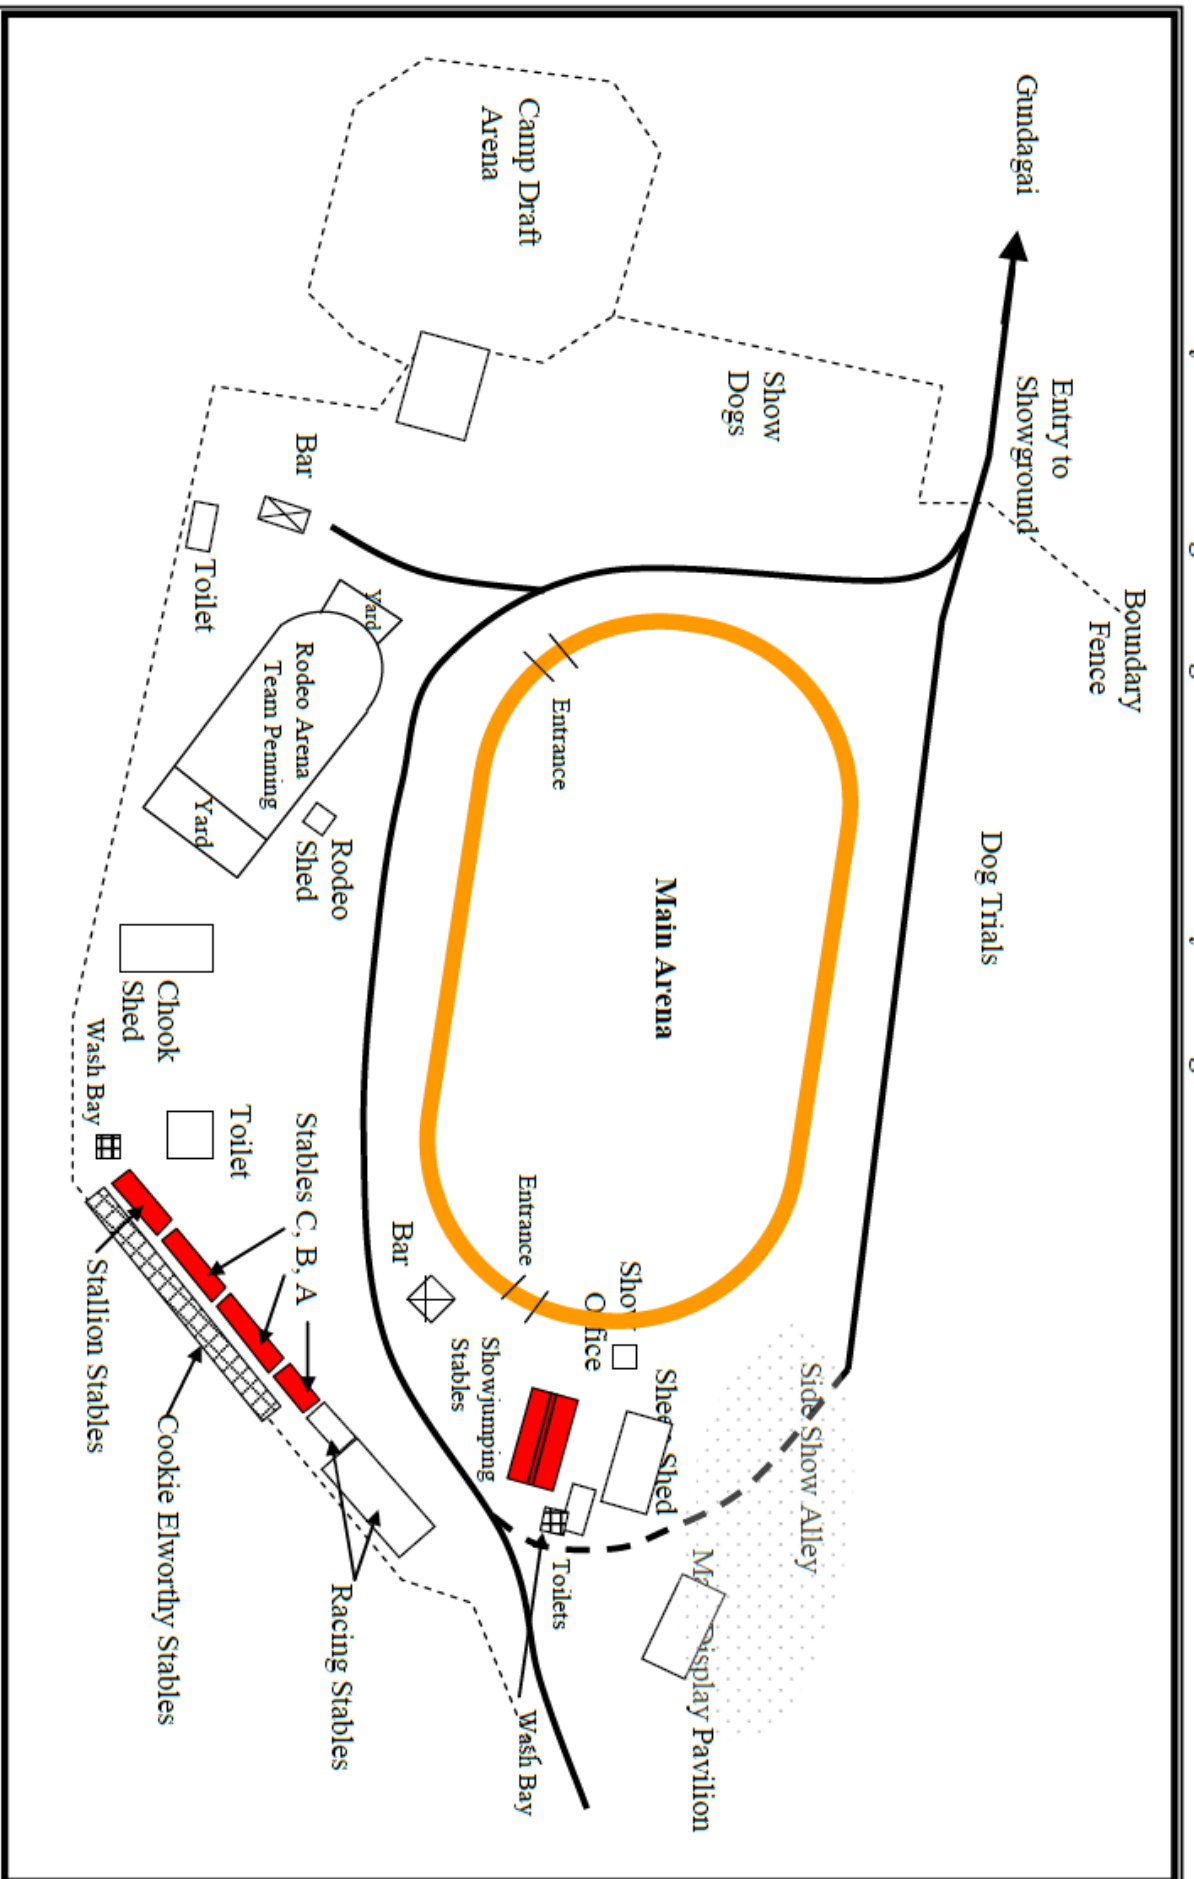 Gundagai
Entry to
Showground
Boundary
Fence
Camp Draft
Arena
Show
Dogs
Dog Trials
Bar
Toilet
Yard
Rodeo Arena
Team Penning
Yard
Rodeo
Shed
Entrance
Main Arena
Entrance
Chook
Shed
Wash Bay
Toilet
Stables C, B, A
Bar
Showjumping
Stables
Office
Shed
Side Show Alley
Display Pavilion
Toilets
Wash Bay
Stallion Stables
Cookie Elworthy Stables
Racing Stables